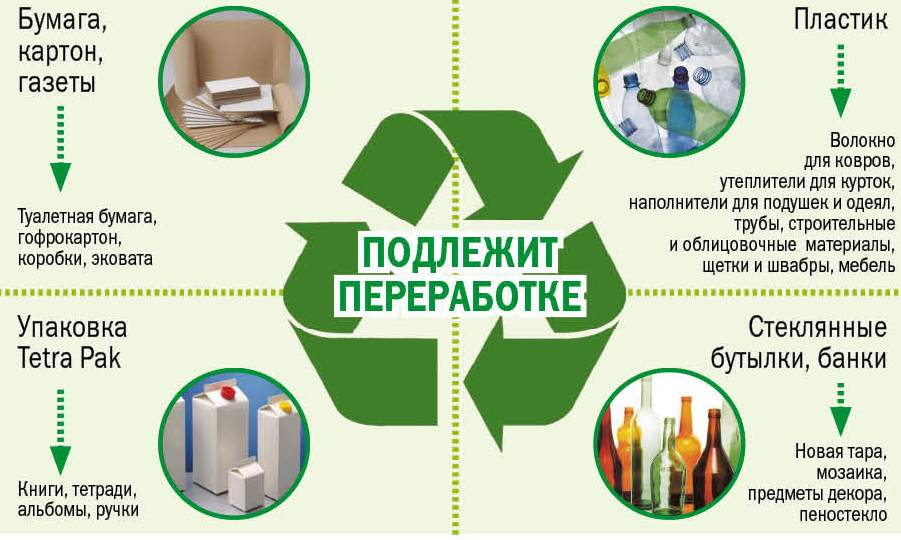 Бумага,
картон,
газеты
Туалетная бумага,
гофрокартон,
коробки, эковата
Пластик
Волокно
для ковров,
утеплители для курток,
наполнители для подушек и одеял,
трубы, строительные
и облицовочные материалы,
щетки и швабры, мебель
ПОДЛЕЖИТ
ПЕРЕРАБОТКЕ
Упаковка
Tetra Pak
Книги, тетради,
альбомы, ручки
Стеклянные
бутылки, банки
Новая тара,
мозаика,
предметы декора,
пеностекло